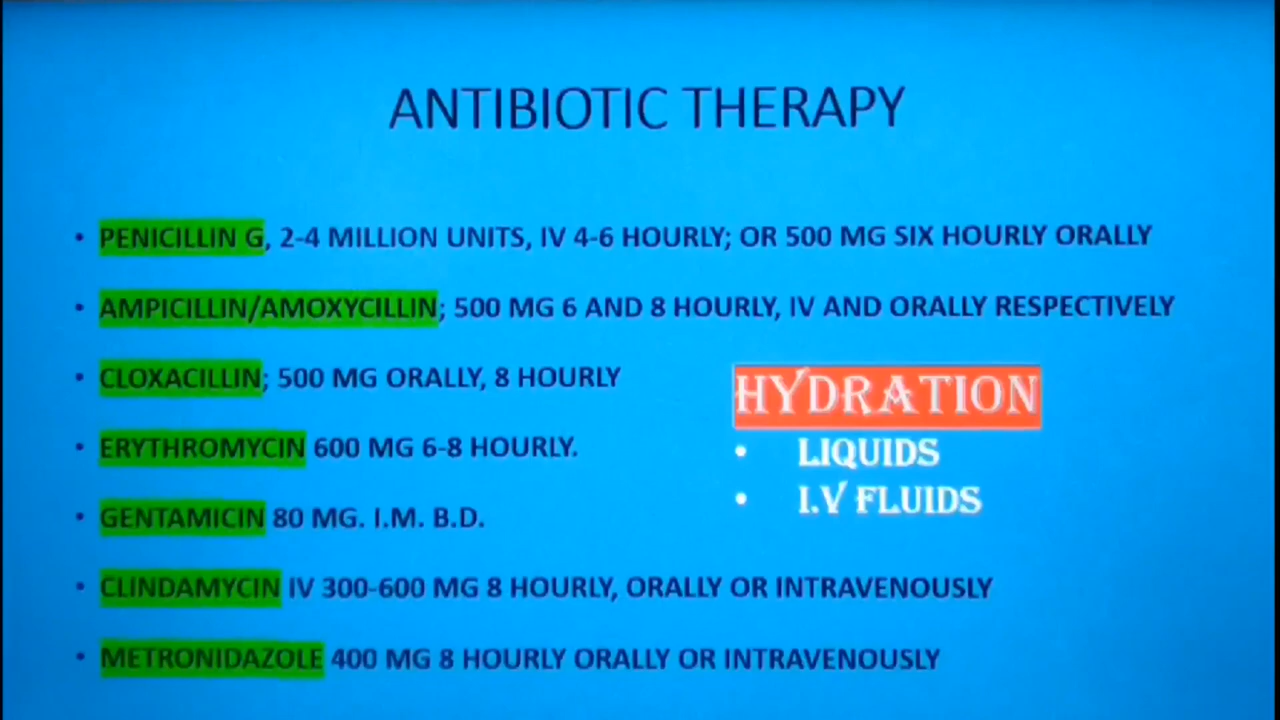 ANTIBIOTIC THERAPY
• PENICILLIN G, 2-4 MILLION UNITS, IV 4-6 HOURLY; OR 500 MG SIX HOURLY ORALLY
• AMPICILLIN/AMOXYCILLIN; 500 MG 6 AND 8 HOURLY, IV AND ORALLY RESPECTIVELY
• CLOXACILLIN; 500 MG ORALLY, 8 HOURLY
• ERYTHROMYCIN 600 MG 6-8 HOURLY.
• GENTAMICIN 80 MG. I.M. B.D.
• CLINDAMYCIN IV 300-600 MG 8 HOURLY, ORALLY OR INTRAVENOUSLY
• METRONIDAZOLE 400 MG 8 HOURLY ORALLY OR INTRAVENOUSLY
HYDRATION
• LIQUIDS
• I.V FLUIDS